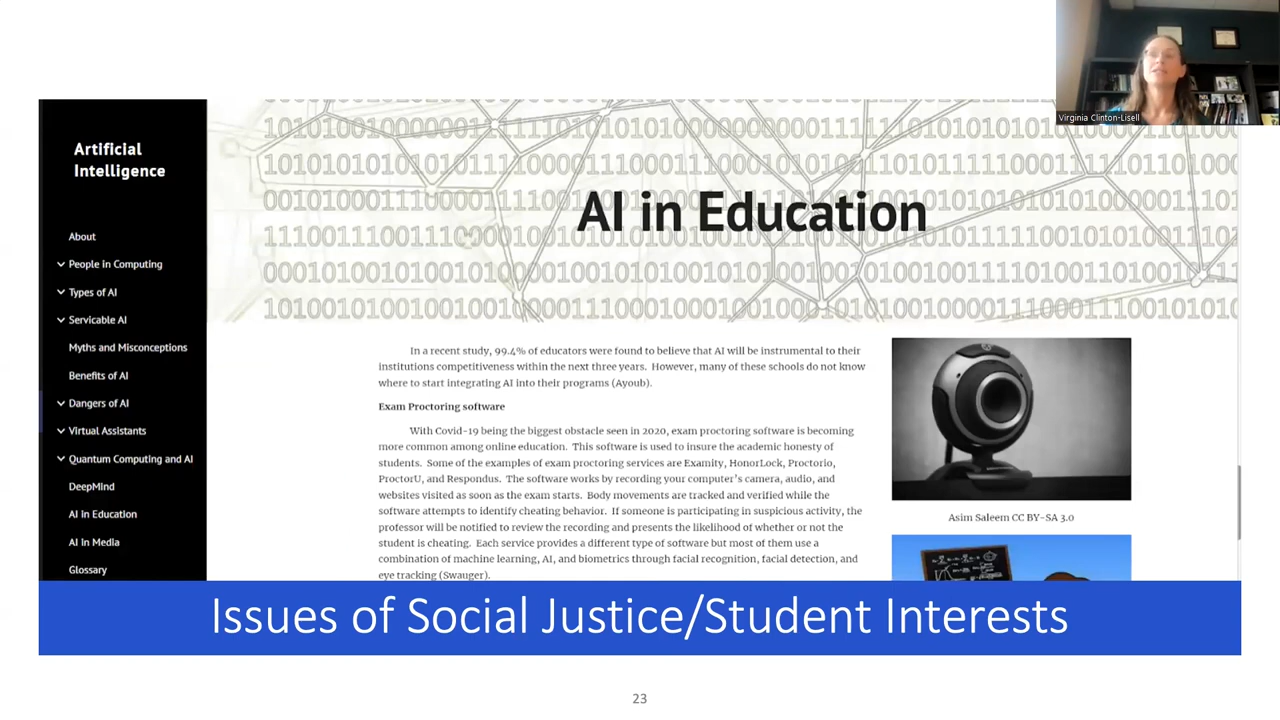 Virginia Clinton-Lisell
Artificial
Intelligence
About
People in Computing
Types of AI
Servicable AI
Myths and Misconceptions
Benefits of AI
Dangers of AI
Virtual Assistants
Quantum Computing and AI
DeepMind
AI in Education
AI in Media
Glossary
AI in Education
In a recent study, 99.4% of educators were found to believe that AI will be instrumental to their
institutions competitiveness within the next three years. However, many of these schools do not know
where to start integrating AI into their programs (Ayoub).
Exam Proctoring software
With Covid-19 being the biggest obstacle seen in 2020, exam proctoring software is becoming
more common among online education. This software is used to insure the academic honesty of
students. Some of the examples of exam proctoring services are Examity, HonorLock, Proctorio,
ProctorU, and Respondus. The software works by recording your computer's camera, audio, and
websites visited as soon as the exam starts. Body movements are tracked and verified while the
software attempts to identify cheating behavior. If someone is participating in suspicious activity, the
professor will be notified to review the recording and presents the likelihood of whether or not the
student is cheating. Each service provides a different type of software but most of them use a
combination of machine learning, AI, and biometrics through facial recognition, facial detection, and
eye tracking (Swauger).
Asim Saleem CC BY-SA 3.0
Issues of Social Justice/Student Interests
23